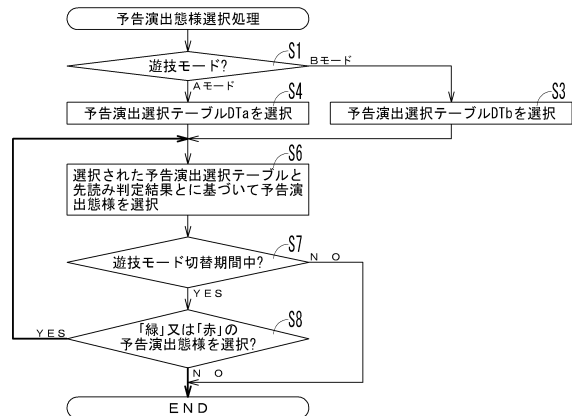 予告演出態様選択処理
S1
遊技モード?
Bモード
Aモード
S4
予告演出選択テーブルDTaを選択
S3
予告演出選択テーブルDTbを選択
S6
選択された予告演出選択テーブルと
先読み判定結果とに基づいて予告演
出態様を選択
S7
遊技モード切替期間中?
NO
YES
S8
「緑」又は「赤」の
予告演出態様を選択?
YES
NO
END